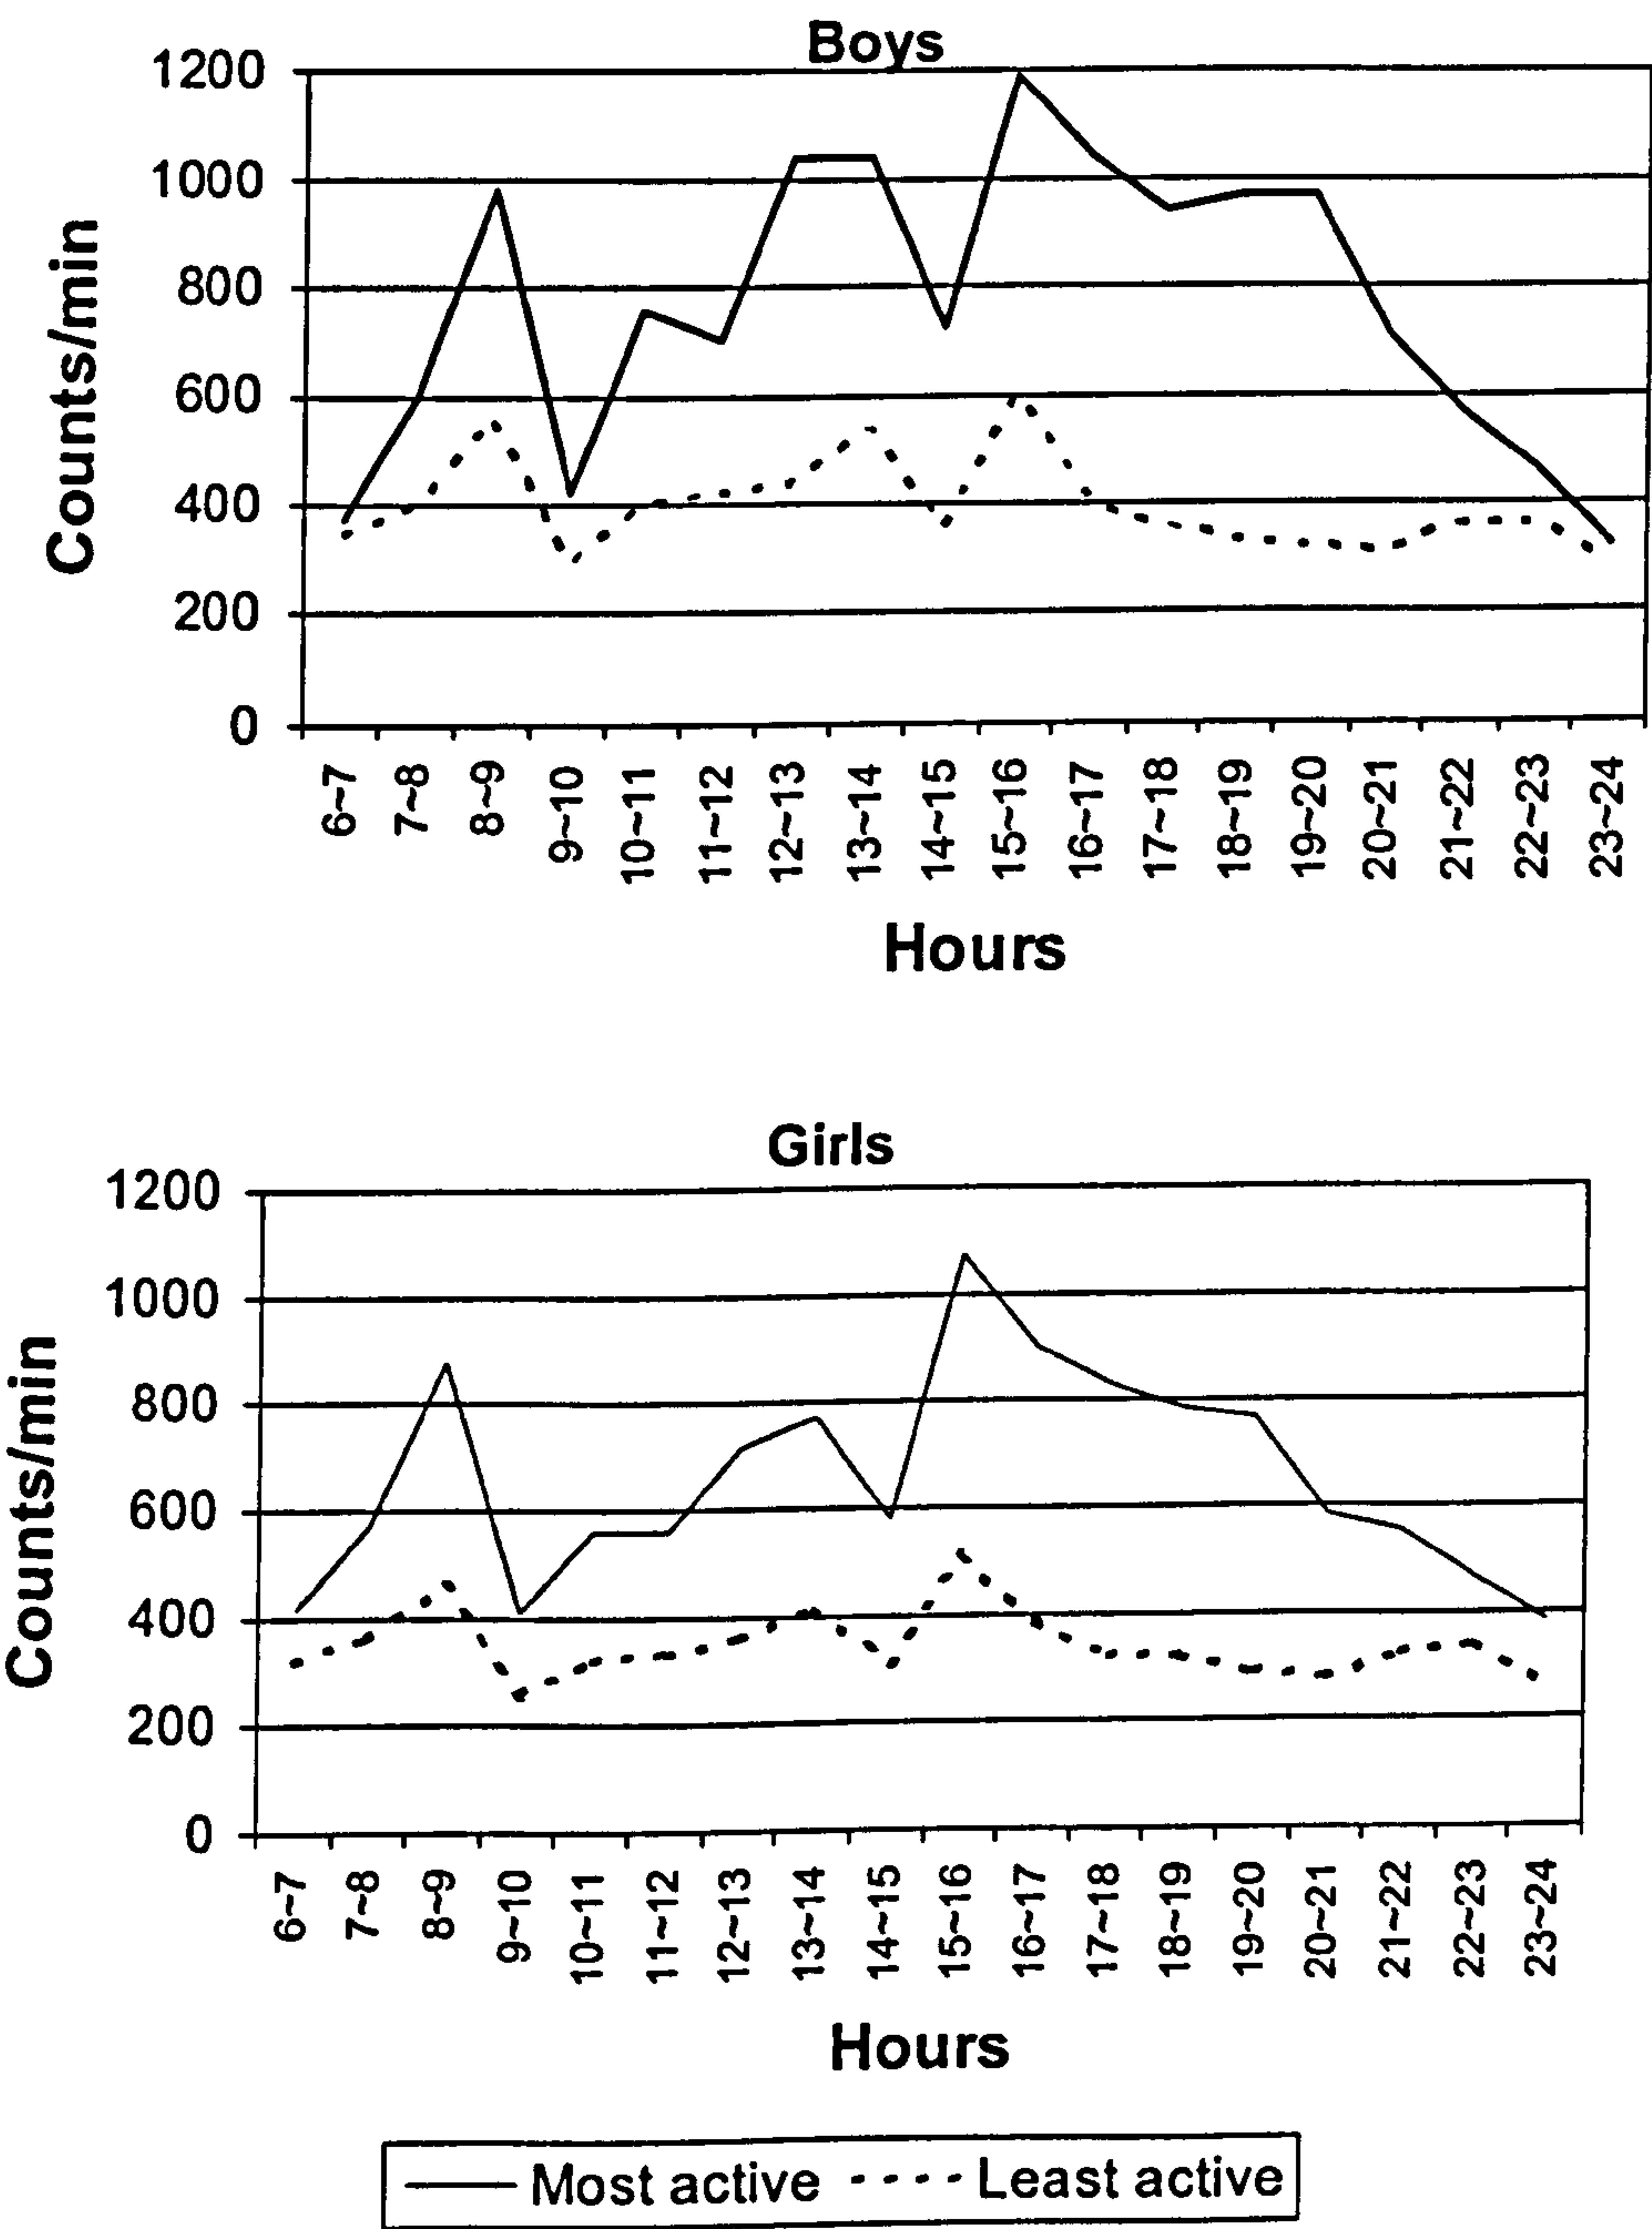 Boys
1200
1000
800
600
400
200
0
Counts/min
6~7 7~8 8~9 9~10 10~11 11~12 12~13 13~14 14~15 15~16 16~17 17~18 18~19 19~20 20~21 21~22 22~23 23~24
Hours
Girls
1200
1000
800
600
400
200
0
Counts/min
6~7 7~8 8~9 9~10 10~11 11~12 12~13 13~14 14~15 15~16 16~17 17~18 18~19 19~20 20~21 21~22 22~23 23~24
Hours
Most active Least active